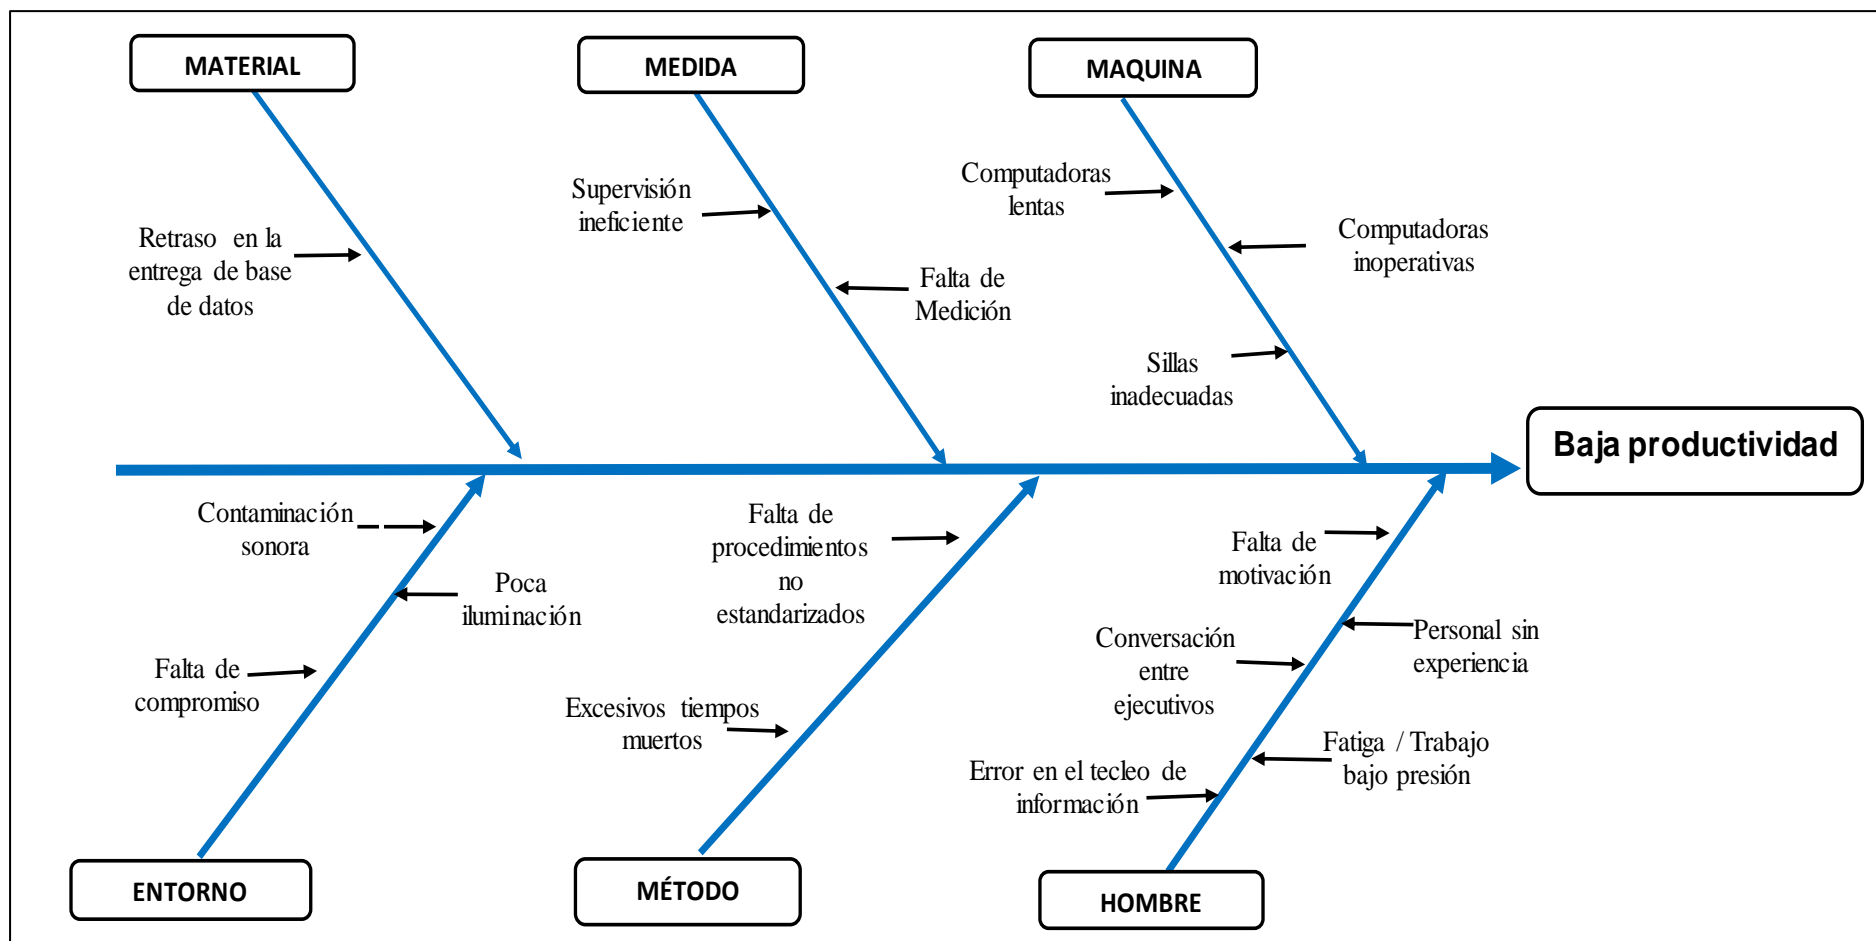 MATERIAL
MEDIDA
MAQUINA
Retraso en la
entrega de base
de datos
Supervisión
ineficiente
Falta de
Medición
Computadoras
lentas
Computadoras
inoperativas
Sillas
inadecuadas
Baja productividad
Contaminación
sonora
Poca
iluminación
Falta de
compromiso
Falta de
procedimientos
no
estandarizados
Excesivos tiempos
muertos
Falta de
motivación
Personal sin
experiencia
Conversación
entre
ejecutivos
Fatiga / Trabajo
bajo presión
Error en el tecleo de
información
ENTORNO
MÉTODO
HOMBRE